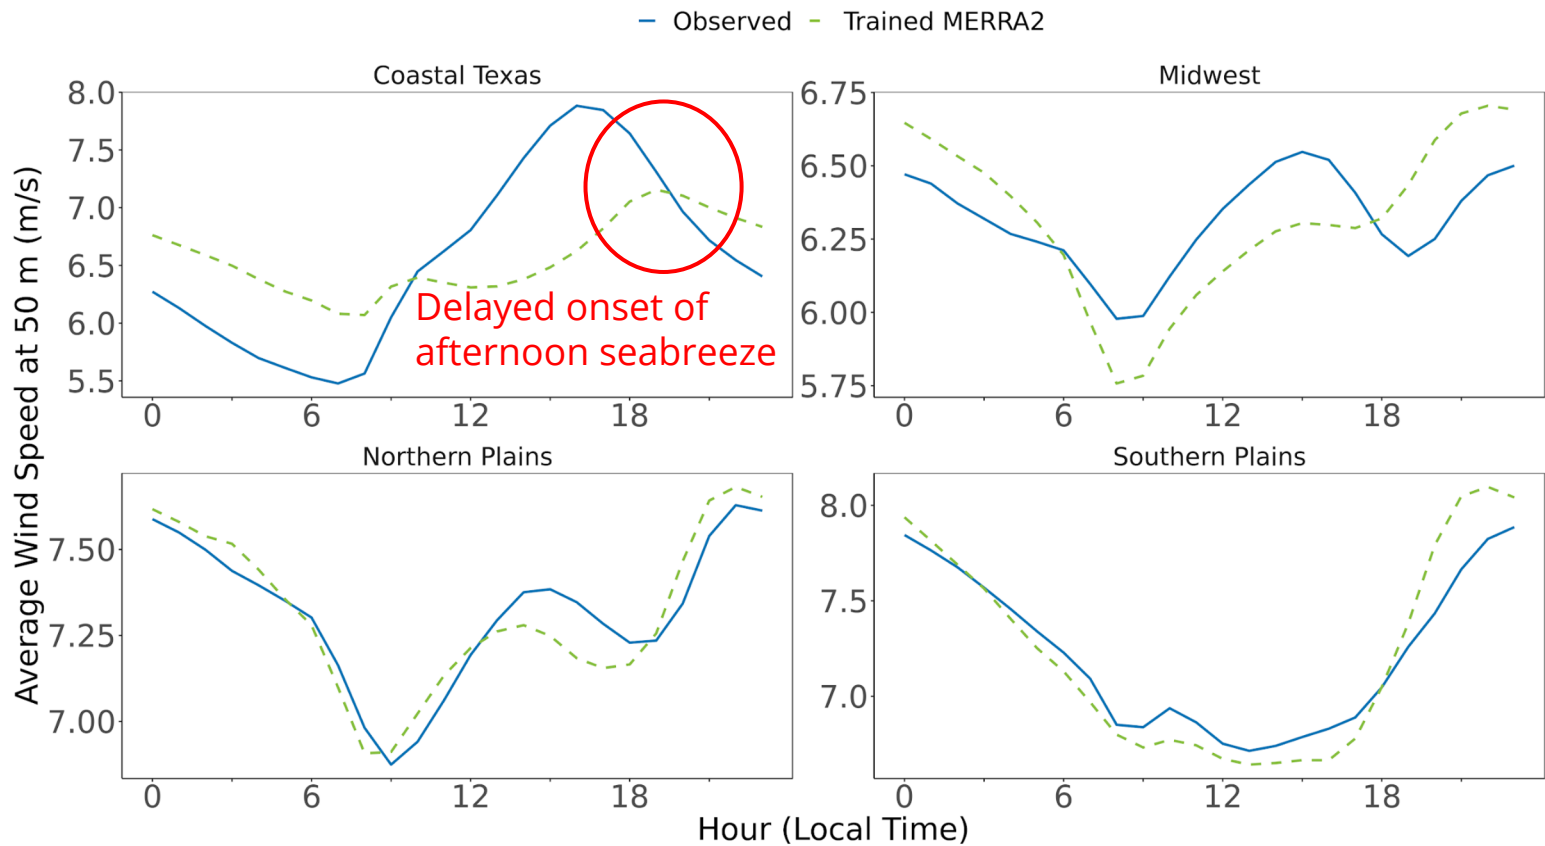 Observed Trained MERRA2
Average Wind Speed at 50 m (m/s)
Coastal Texas
8.0
7.5
7.0
6.5
6.0
5.5
0 6 12 18
Delayed onset of
afternoon seabreeze
Midwest
6.75
6.50
6.25
6.00
5.75
0 6 12 18
Northern Plains
7.50
7.25
7.00
0 6 12 18
Southern Plains
8.0
7.5
7.0
0 6 12 18
Hour (Local Time)